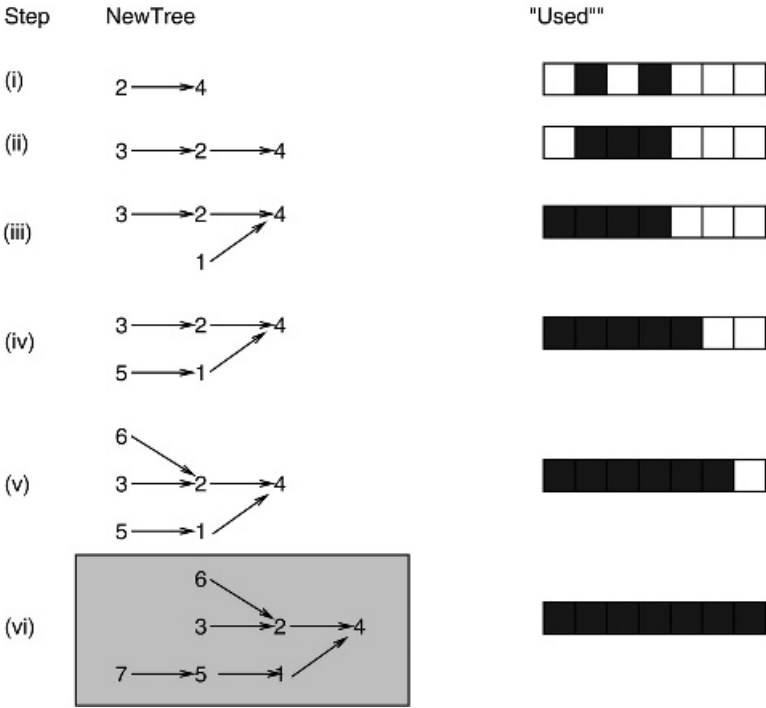 Step NewTree "Used""
(i) 2 4
(ii) 3 2 4
3 2 4
(iii)
1
3 2 4
(iv)
5 1
6
(v) 3 2 4
5 1
6
(vi) 3 2 4
7 5 1